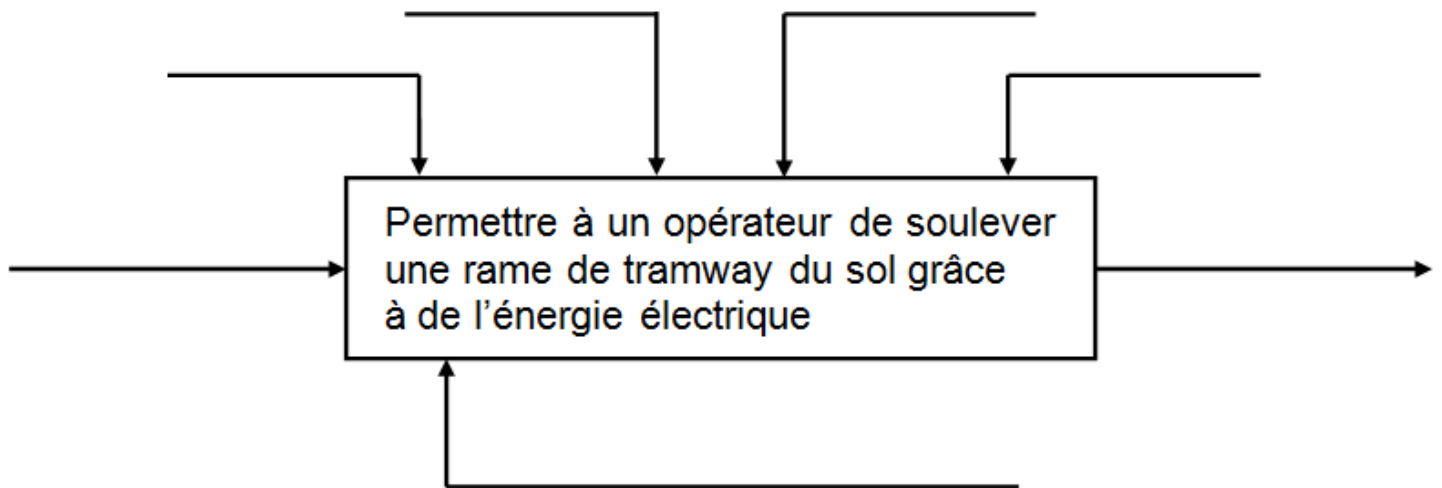 Permettre à un opérateur de soulever
une rame de tramway du sol grâce
à de l’énergie électrique